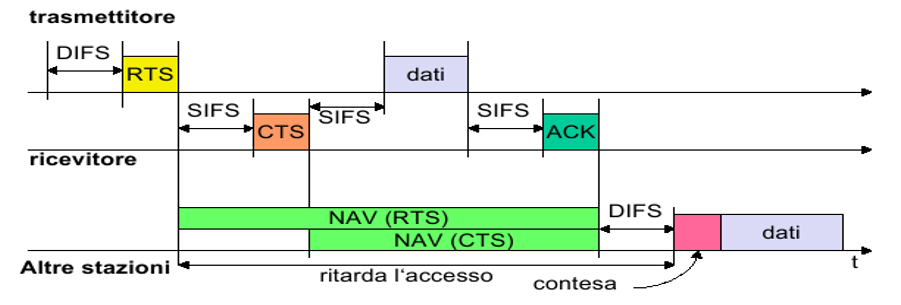 trasmettitore
DIFS
RTS
dati
SIFS
CTS
SIFS
SIFS
ACK
ricevitore
NAV (RTS)
DIFS
NAV (CTS)
dati
Altre stazioni
ritarda l'accesso
contesa
t